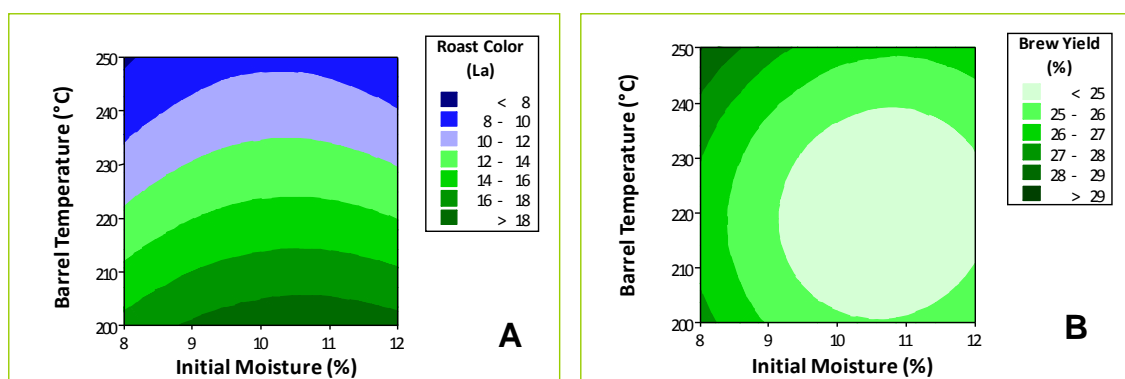 Barrel Temperature (°C)
250
240
230
220
210
200
8 9 10 11 12
Initial Moisture (%)
Roast Color
(La)
< 8
8 - 10
10 - 12
12 - 14
14 - 16
16 - 18
> 18
A
Barrel Temperature (°C)
250
240
230
220
210
200
8 9 10 11 12
Initial Moisture (%)
Brew Yield
(%)
< 25
25 - 26
26 - 27
27 - 28
28 - 29
> 29
B